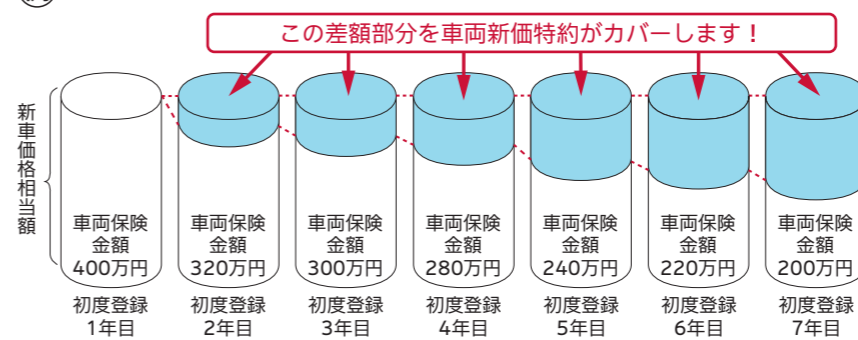 この差額部分を車両新価特約がカバーします！
新車価格相当額
車両保険
金額
400万円
車両保険
金額
320万円
車両保険
金額
300万円
車両保険
金額
280万円
車両保険
金額
240万円
車両保険
金額
220万円
車両保険
金額
200万円
初度登録
1年目
初度登録
2年目
初度登録
3年目
初度登録
4年目
初度登録
5年目
初度登録
6年目
初度登録
7年目